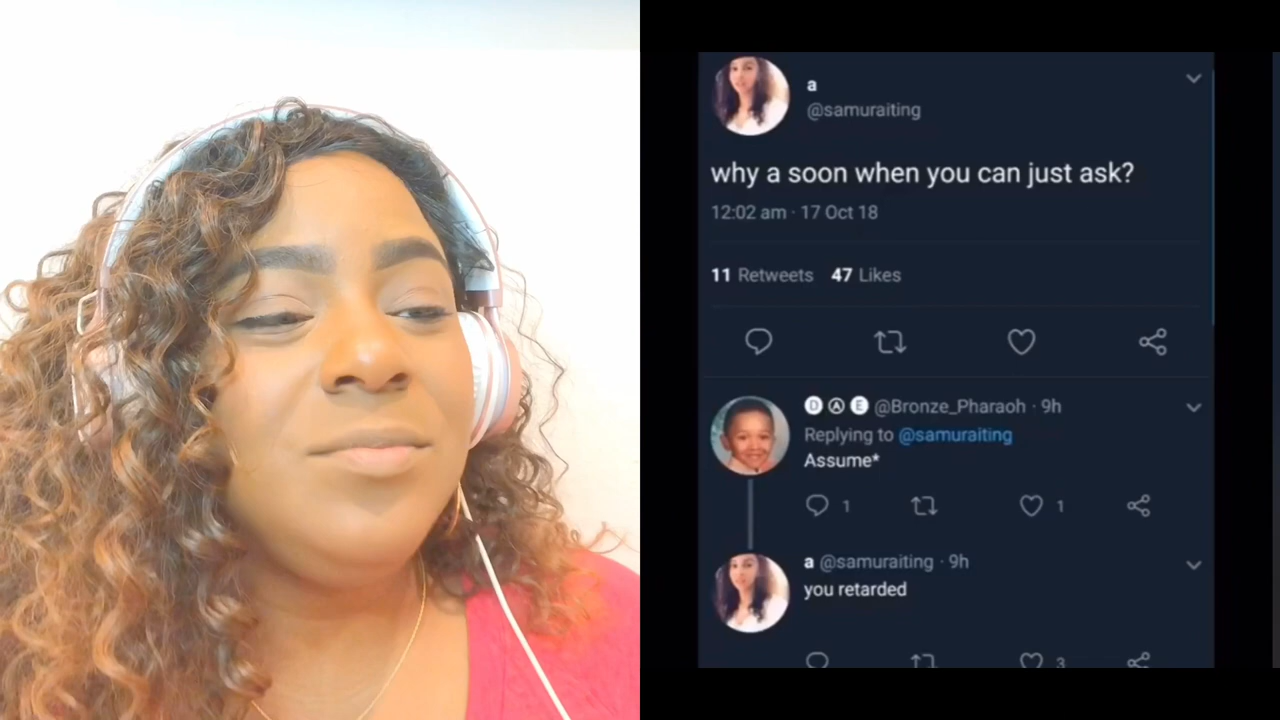 a
@samuraiting
why a soon when you can just ask?
12:02 am · 17 Oct 18
11 Retweets 47 Likes
D A E @Bronze_Pharaoh · 9h
Replying to @samuraiting
Assume*
1 1
a @samuraiting · 9h
you retarded
3